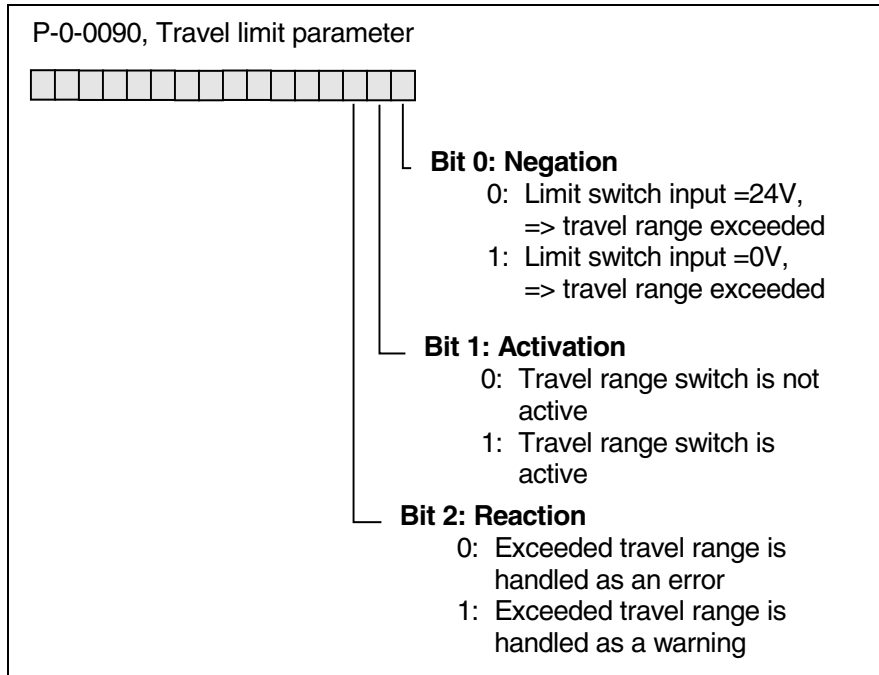 P-0-0090, Travel limit parameter
Bit 0: Negation
0: Limit switch input =24V,
=> travel range exceeded
1: Limit switch input =0V,
=> travel range exceeded
Bit 1: Activation
0: Travel range switch is not
active
1: Travel range switch is
active
Bit 2: Reaction
0: Exceeded travel range is
handled as an error
1: Exceeded travel range is
handled as a warning